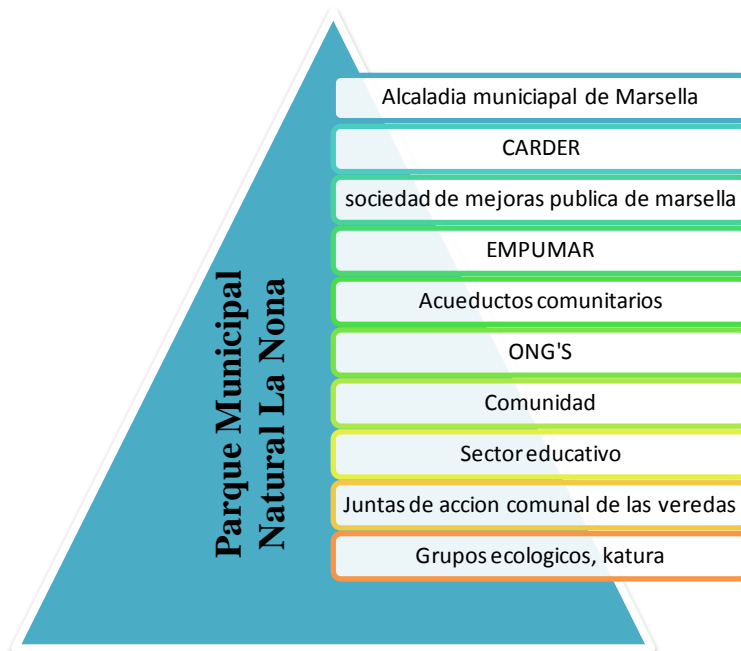 Parque Municipal
Natural La Nona
Alcaladia municiapal de Marsella
CARDER
sociedad de mejoras publica de marsella
EMPUMAR
Acueductos comunitarios
ONG'S
Comunidad
Sector educativo
Juntas de accion comunal de las veredas
Grupos ecologicos, katura